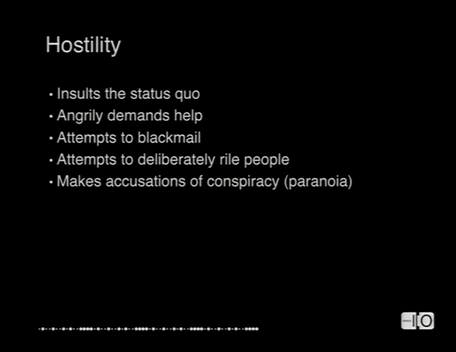 Hostility
• Insults the status quo
• Angrily demands help
• Attempts to blackmail
• Attempts to deliberately rile people
• Makes accusations of conspiracy (paranoia)
IO